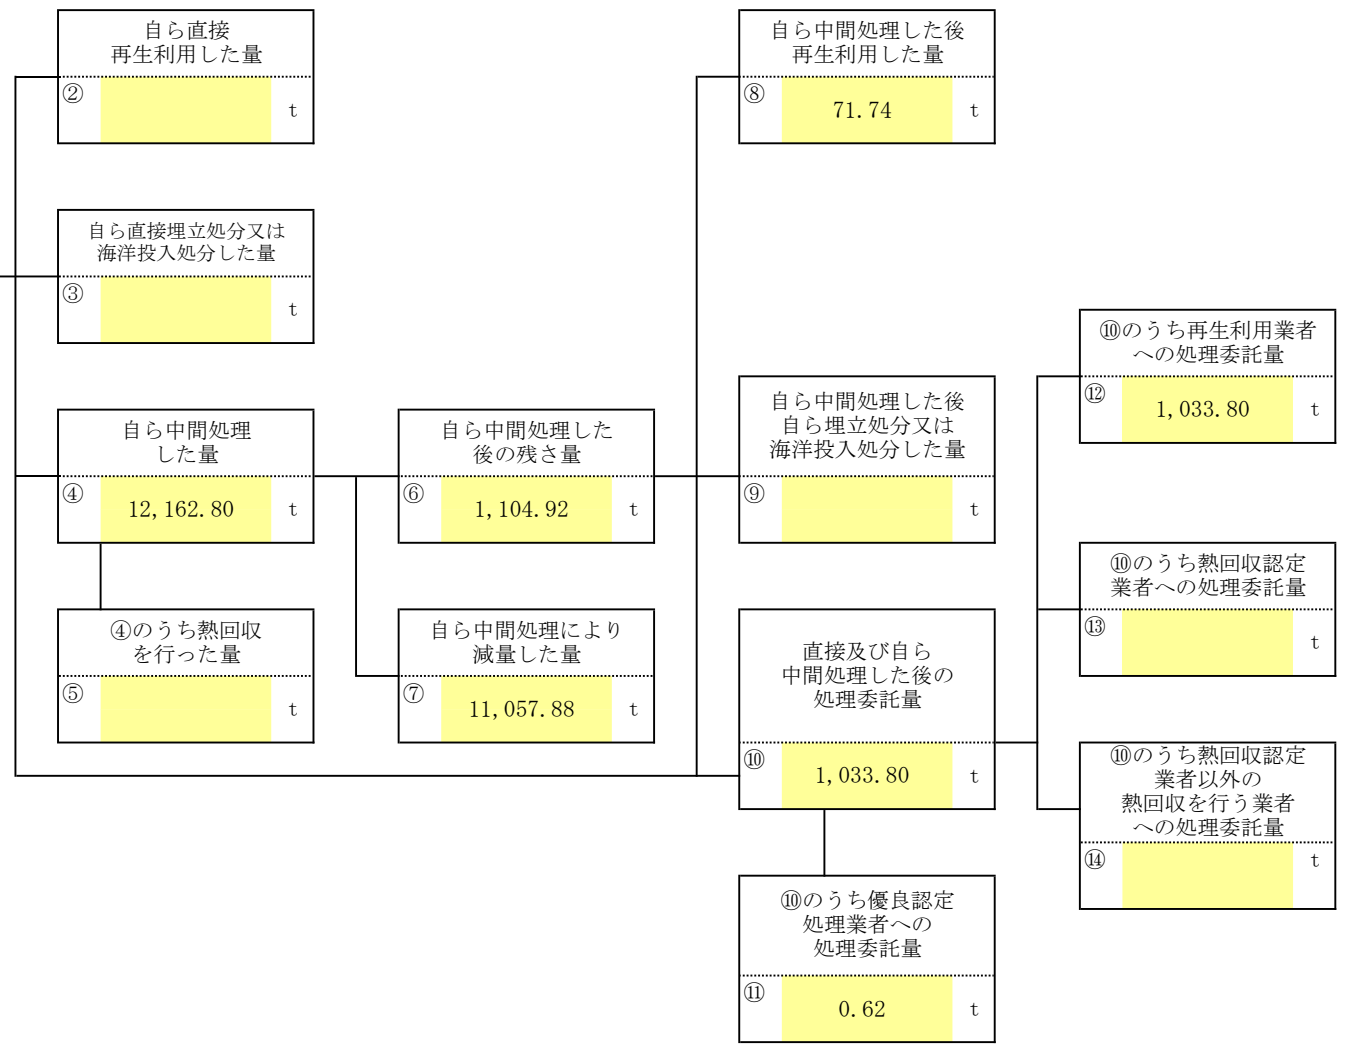 自ら直接
再生利用した量
②
t
自ら中間処理した後
再生利用した量
⑧
71.74
t
自ら直接埋立処分又は
海洋投入処分した量
③
t
⑩のうち再生利用業者
への処理委託量
⑫
1,033.80
t
自ら中間処理
した量
④
12,162.80
t
自ら中間処理した
後の残さ量
⑥
1,104.92
t
自ら中間処理した後
自ら埋立処分又は
海洋投入処分した量
⑨
t
⑩のうち熱回収認定
業者への処理委託量
⑬
t
④のうち熱回収
を行った量
⑤
t
自ら中間処理により
減量した量
⑦
11,057.88
t
直接及び自ら
中間処理した後の
処理委託量
⑩
1,033.80
t
⑩のうち熱回収認定
業者以外の
熱回収を行う業者
への処理委託量
⑭
t
⑩のうち優良認定
処理業者への
処理委託量
⑪
0.62
t